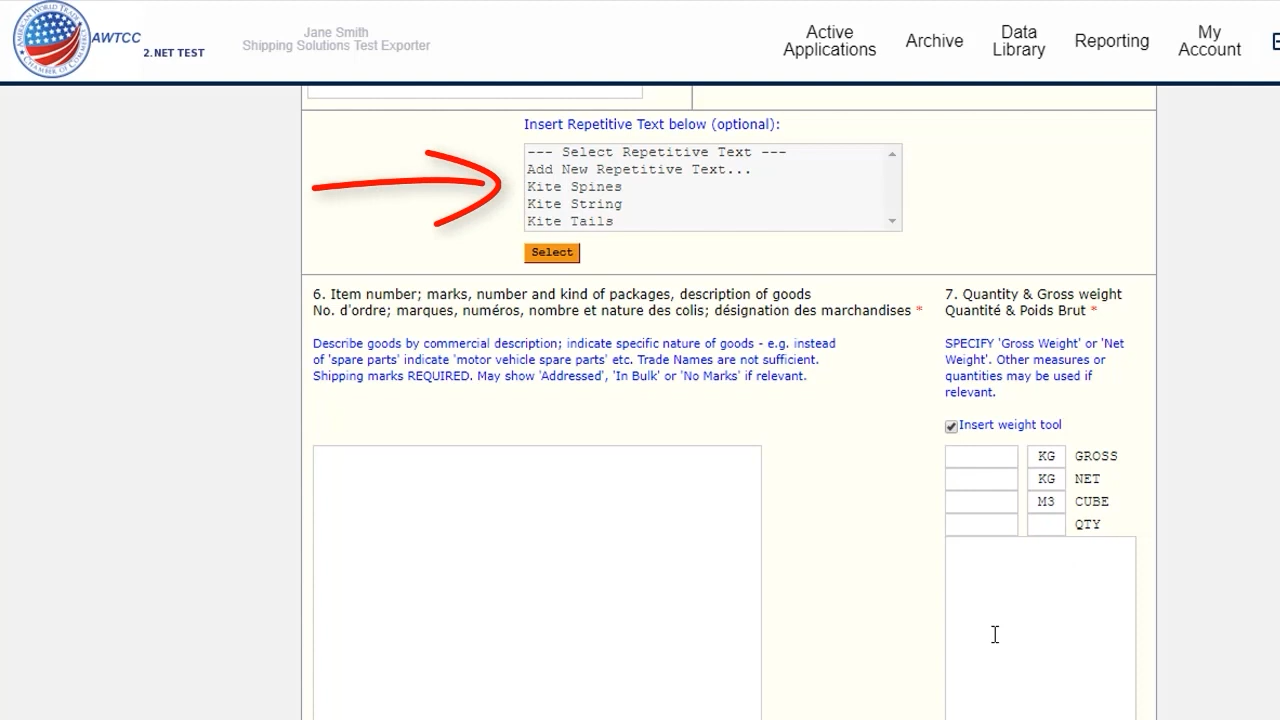 AMERICAN WORLD TRADE
CHAMBER OF COMMERCE
AWTCC
2.NET TEST
Jane Smith
Shipping Solutions Test Exporter
Active
Applications
Archive
Data
Library
Reporting
My
Account
Insert Repetitive Text below (optional):
--- Select Repetitive Text ---
Add New Repetitive Text...
Kite Spines
Kite String
Kite Tails
Select
6. Item number; marks, number and kind of packages, description of goods
No. d'ordre; marques, numéros, nombre et nature des colis; désignation des marchandises *
Describe goods by commercial description; indicate specific nature of goods - e.g. instead
of 'spare parts' indicate 'motor vehicle spare parts' etc. Trade Names are not sufficient.
Shipping marks REQUIRED. May show 'Addressed', 'In Bulk' or 'No Marks' if relevant.
7. Quantity & Gross weight
Quantité & Poids Brut *
SPECIFY 'Gross Weight' or 'Net
Weight'. Other measures or
quantities may be used if
relevant.
Insert weight tool
KG GROSS
KG NET
M3 CUBE
QTY